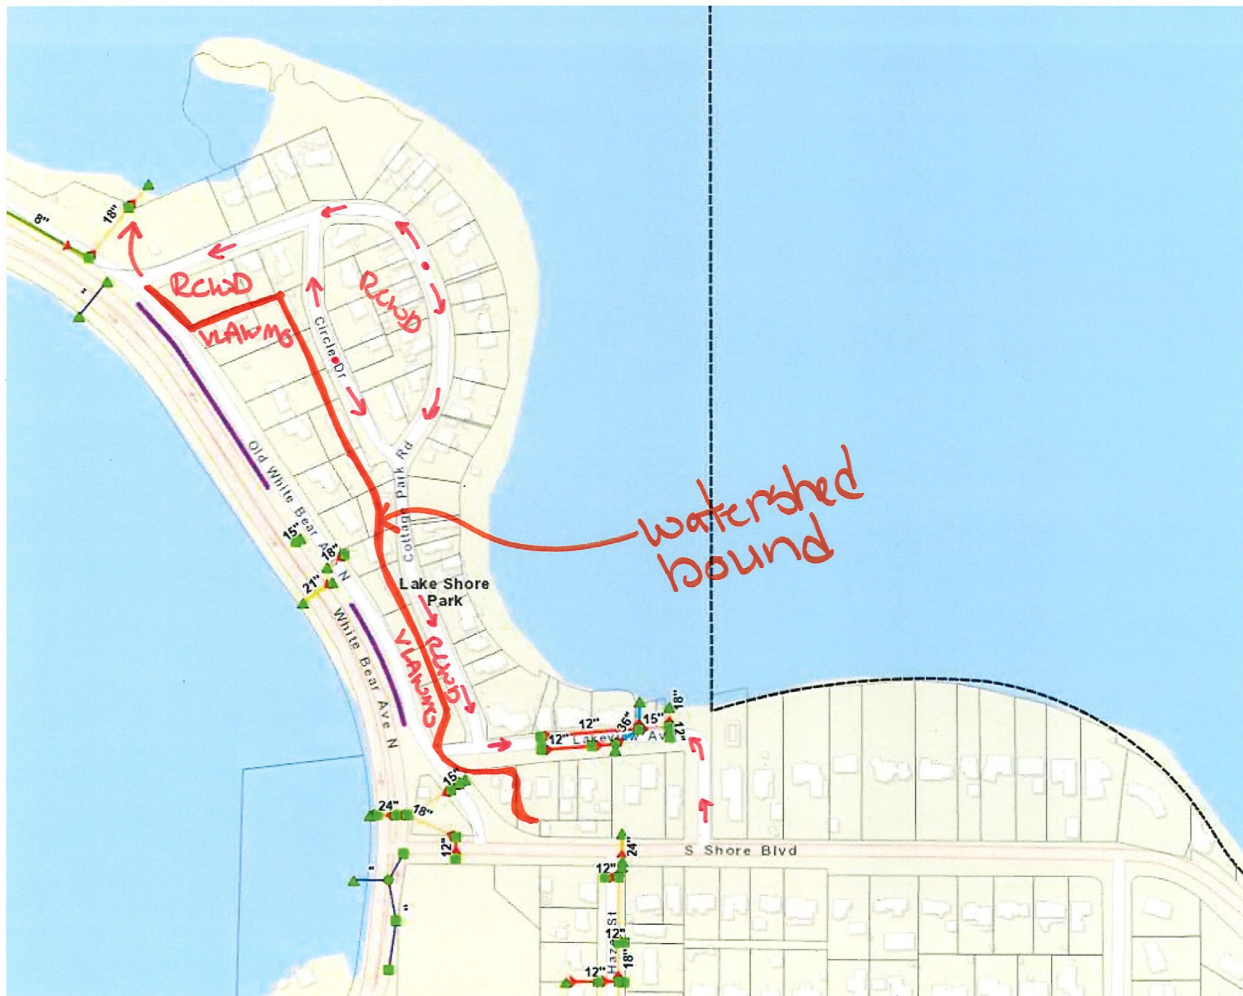 8"
18"
"
RCWD
RCWD
VLAWMO
Circle Dr
Old White Bear Ave N
Cottage Park Rd
watershed
bound
15"
18"
21"
Lake Shore
Park
White Bear Ave N
VLAWMO
RCWD
12"
36"
15"
18"
12"
12"
Lakeview Av
15"
24"
18"
12"
S Shore Blvd
24"
12"
"
"
Hazel St
12"
18"
12"